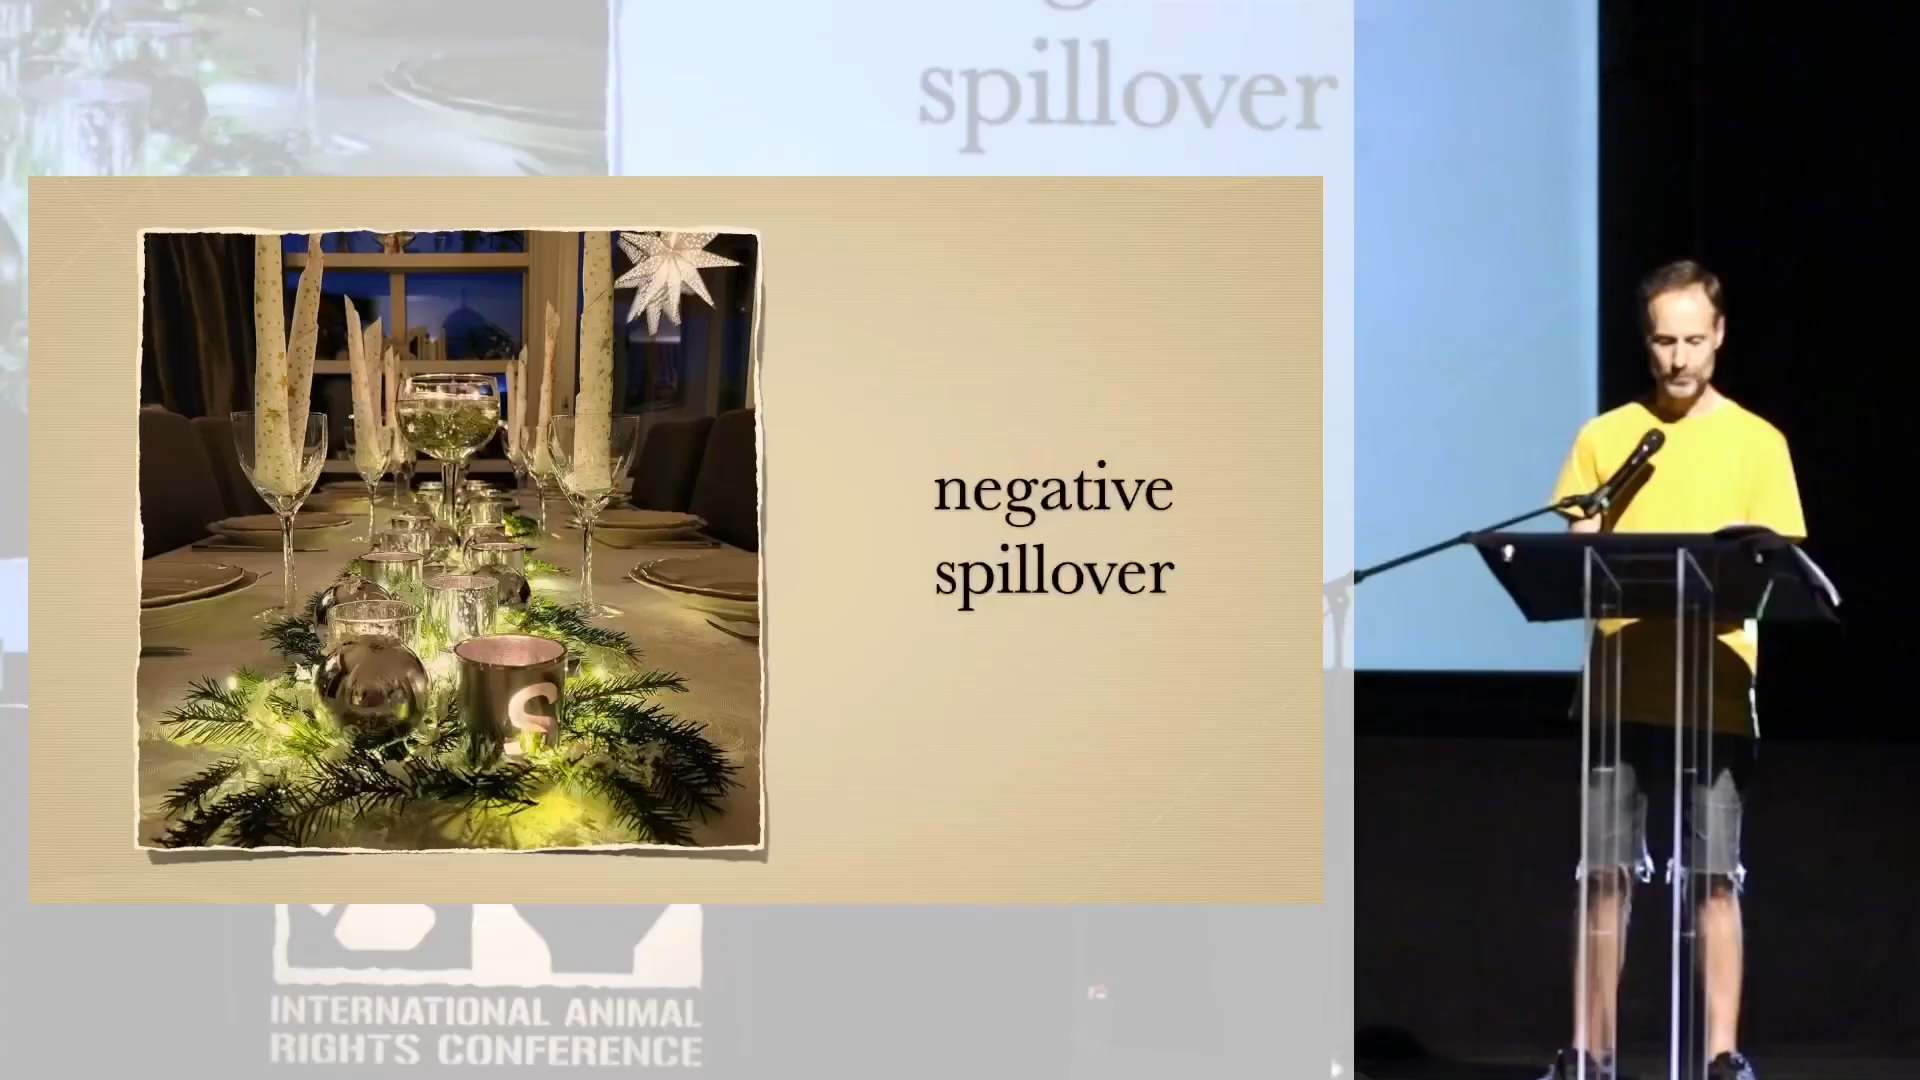 spillover
negative
spillover
S
INTERNATIONAL ANIMAL
RIGHTS CONFERENCE